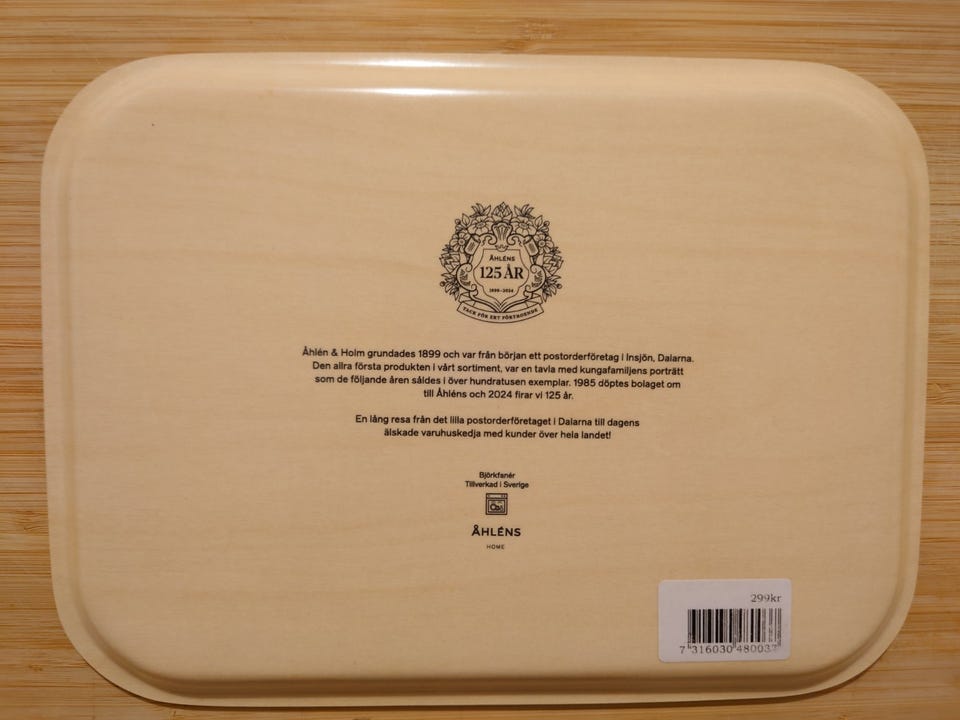 ÅHLÉNS
125 ÅR
1899–2024
TACK FÖR ERT FÖRTROENDE
Åhlén & Holm grundades 1899 och var från början ett postorderföretag i Insjön, Dalarna.
Den allra första produkten i vårt sortiment, var en tavla med kungafamiljens porträtt
som de följande åren såldes i över hundratusen exemplar. 1985 döptes bolaget om
till Åhléns och 2024 firar vi 125 år.
En lång resa från det lilla postorderföretaget i Dalarna till dagens
älskade varuhuskedja med kunder över hela landet!
Björkfanér
Tillverkad i Sverige
ÅHLÉNS
HOME
299kr
7 316030 480037